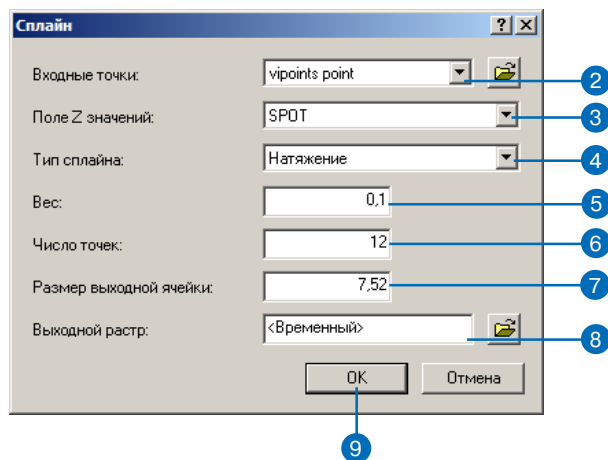 Сплайн
Входные точки: vipoints point 2
Поле Z значений: SPOT 3
Тип сплайна: Натяжение 4
Вес: 0,1 5
Число точек: 12 6
Размер выходной ячейки: 7,52 7
Выходной растр: <Временный> 8
OK Отмена
9